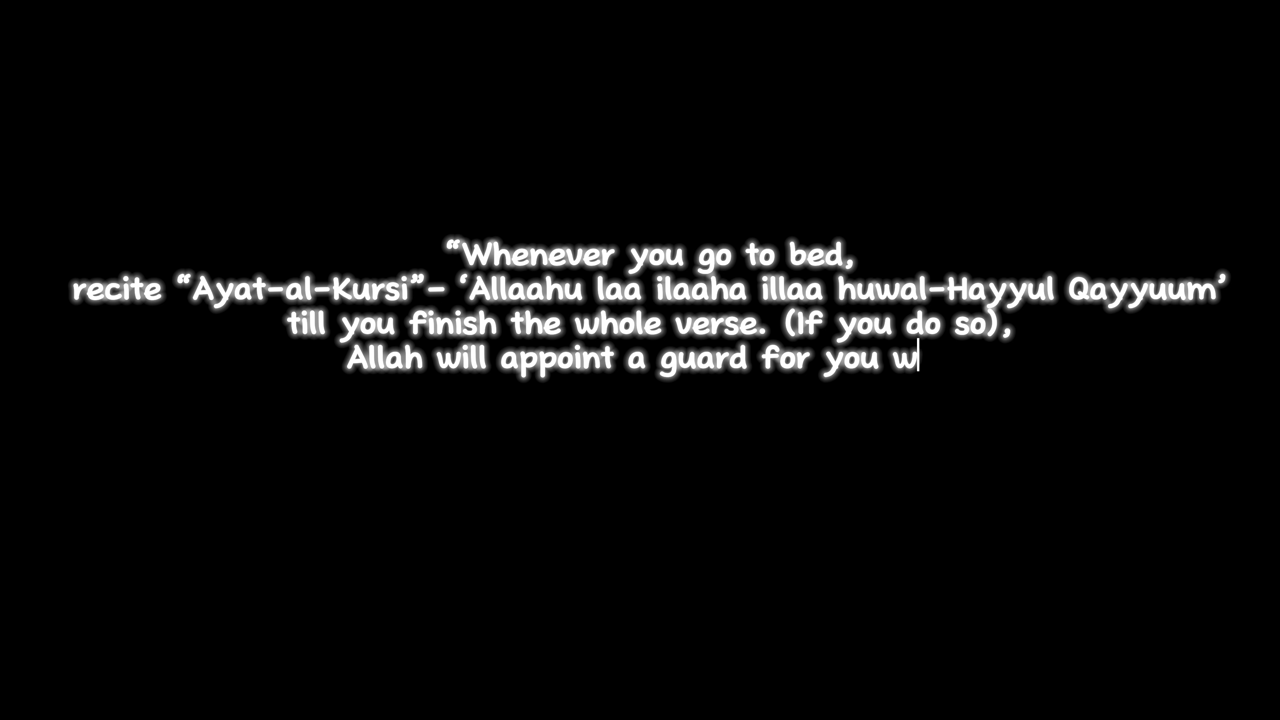 “Whenever you go to bed,
recite “Ayat-al-Kursi”- ‘Allaahu laa ilaaha illaa huwal-Hayyul Qayyuum’
till you finish the whole verse. (If you do so),
Allah will appoint a guard for you w